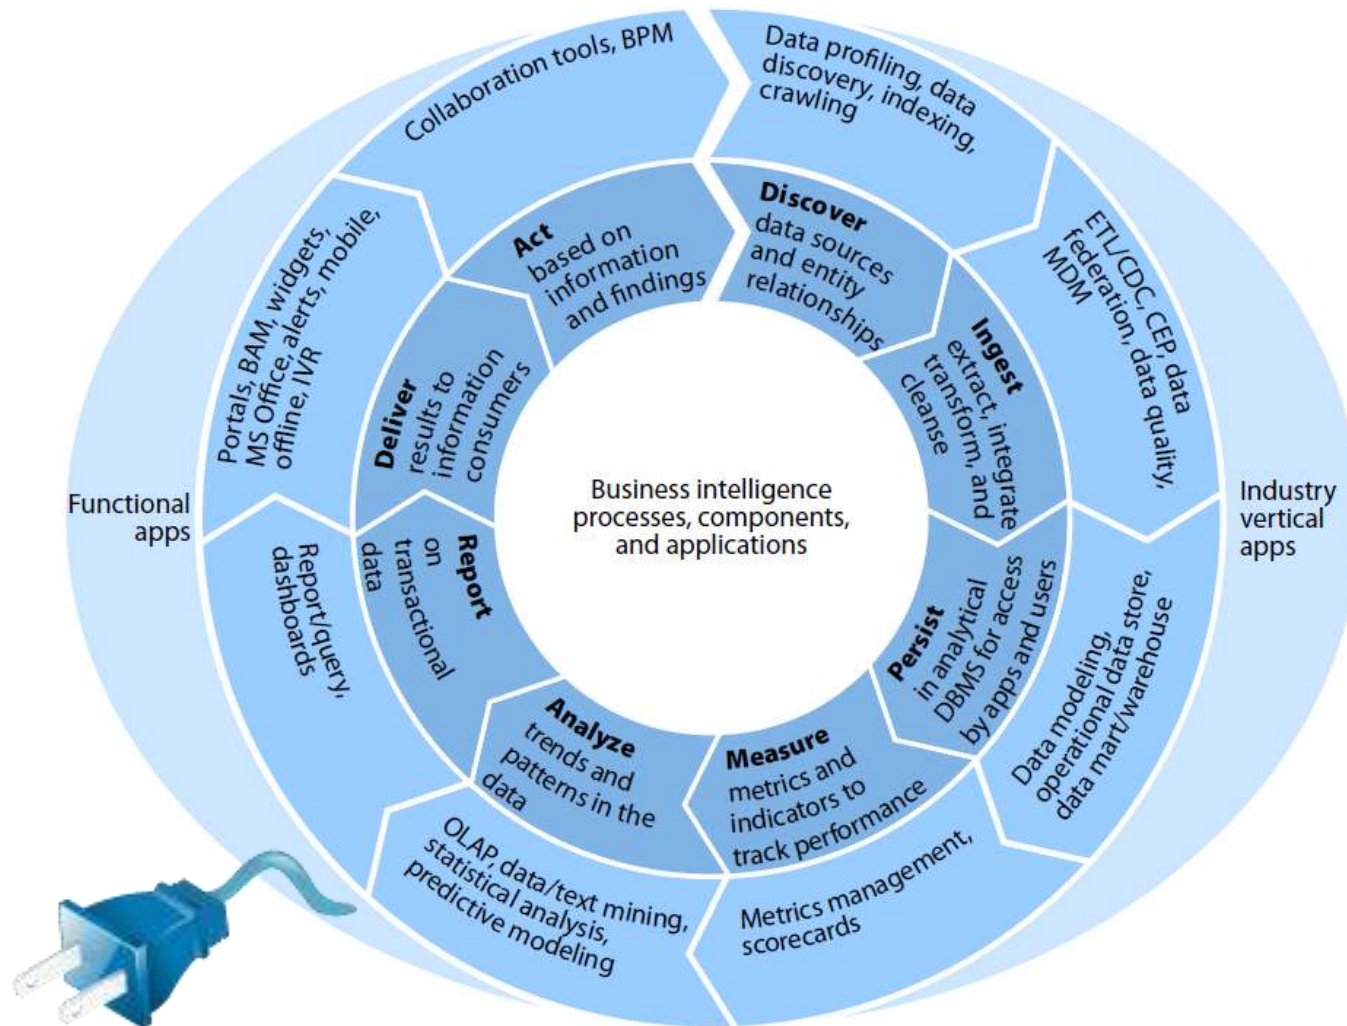 Collaboration tools, BPM
Data profiling, data
discovery, indexing,
crawling
Act
based on
information
and findings
Discover
data sources
and entity
relationships
ETL/CDC, CEP, data
federation, data quality,
MDM
Ingest
extract, integrate
transform, and
cleanse
Portals, BAM, widgets,
MS Office, alerts, mobile,
offline, IVR
Deliver
results to
information
consumers
Business intelligence
processes, components,
and applications
Functional
apps
Industry
vertical
apps
Report/query,
dashboards
Report
on
transactional
data
Persist
in analytical
DBMS for access
by apps and users
Data modeling,
operational data store,
data mart/warehouse
Analyze
trends and
patterns in the
data
Measure
metrics and
indicators to
track performance
OLAP, data/text mining,
statistical analysis,
predictive modeling
Metrics management,
scorecards